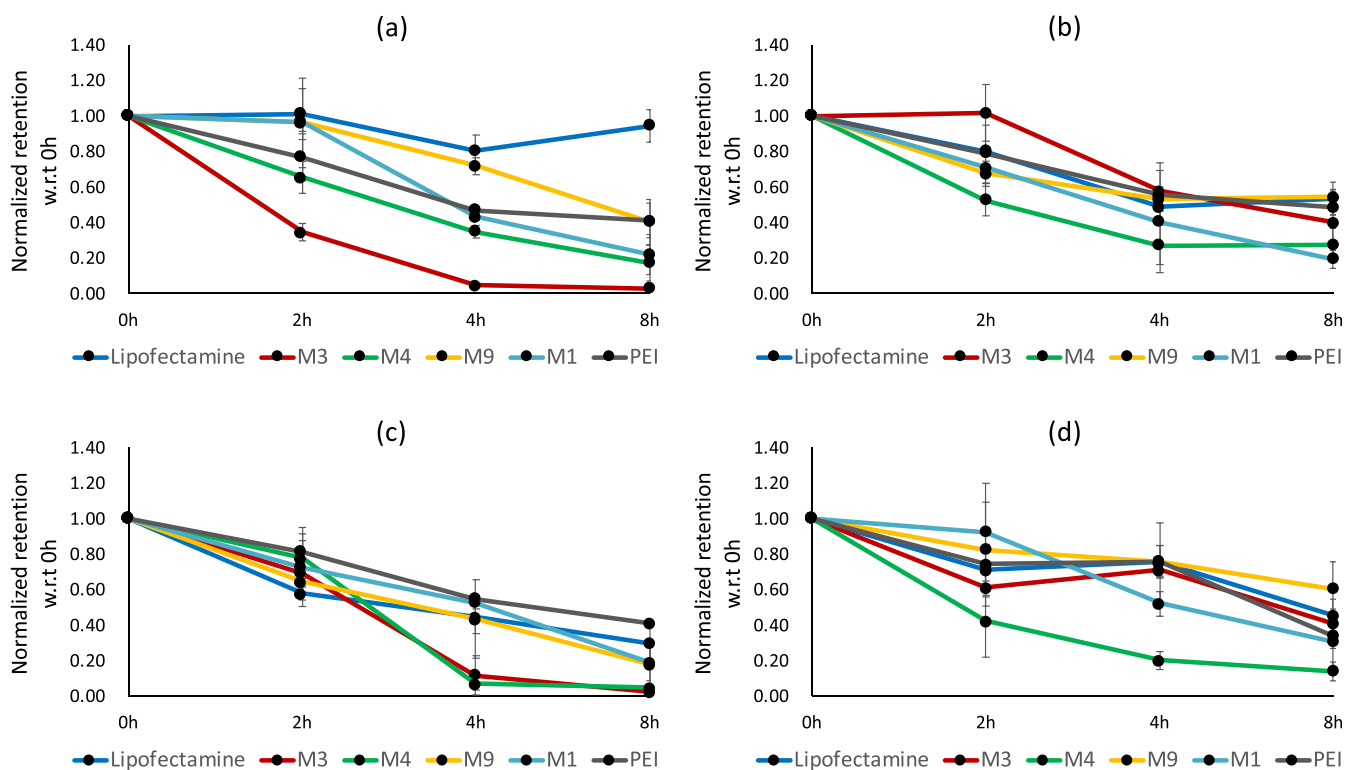 (a)
Normalized retention
w.r.t 0h
1.40
1.20
1.00
0.80
0.60
0.40
0.20
0.00
0h 2h 4h 8h
Lipofectamine M3 M4 M9 M1 PEI
(b)
Normalized retention
w.r.t 0h
1.40
1.20
1.00
0.80
0.60
0.40
0.20
0.00
0h 2h 4h 8h
Lipofectamine M3 M4 M9 M1 PEI
(c)
Normalized retention
w.r.t 0h
1.40
1.20
1.00
0.80
0.60
0.40
0.20
0.00
0h 2h 4h 8h
Lipofectamine M3 M4 M9 M1 PEI
(d)
Normalized retention
w.r.t 0h
1.40
1.20
1.00
0.80
0.60
0.40
0.20
0.00
0h 2h 4h 8h
Lipofectamine M3 M4 M9 M1 PEI